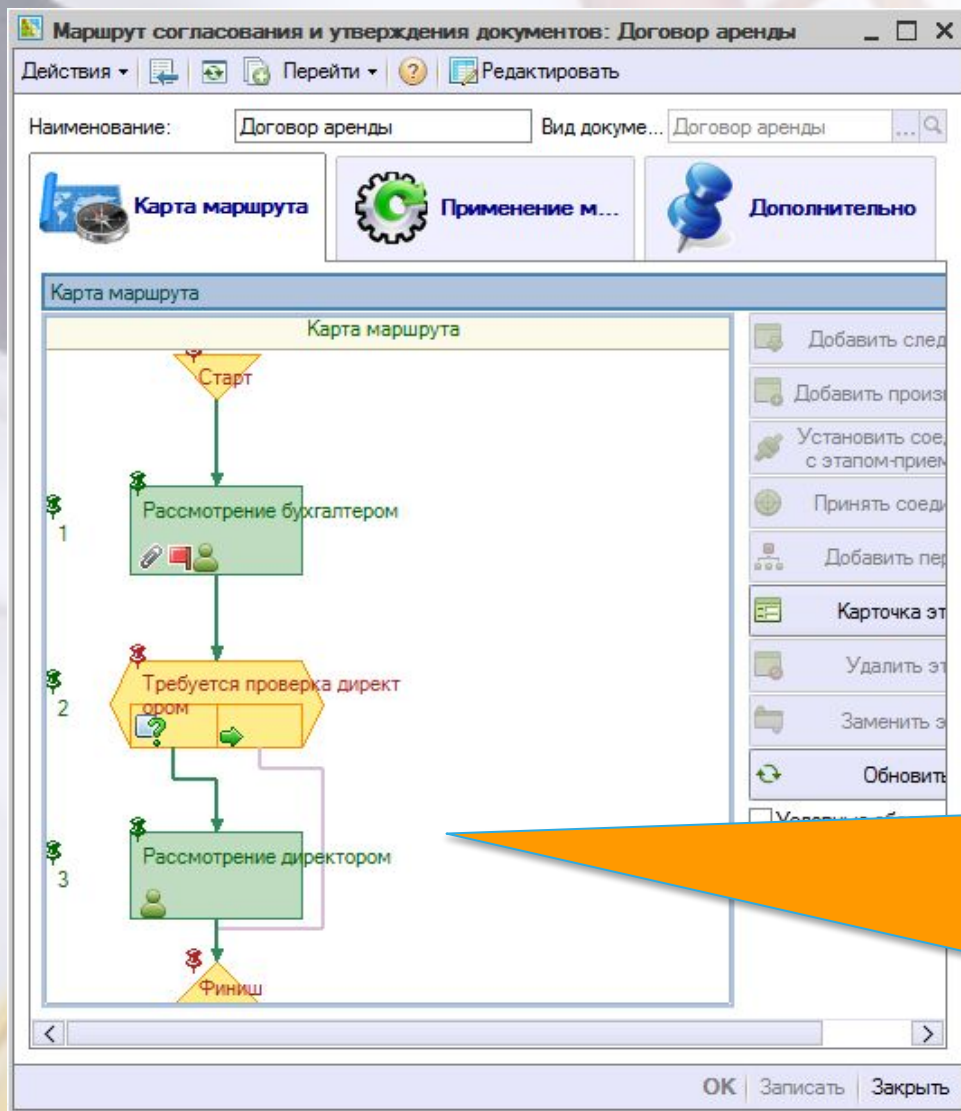 Маршрут согласования и утверждения документов: Договор аренды
Действия Перейти Редактировать
Наименование: Договор аренды Вид докуме... Договор аренды ...
Карта маршрута Применение м... Дополнительно
Карта маршрута
Карта маршрута
Старт
1 Рассмотрение бухгалтером
2 Требуется проверка директ
ором
3 Рассмотрение директором
Финиш
Добавить след
Добавить произ
Установить сое
с этапом-прием
Принять соеди
Добавить пер
Карточка эт
Удалить эт
Заменить э
Обновить
OK Записать Закрыть